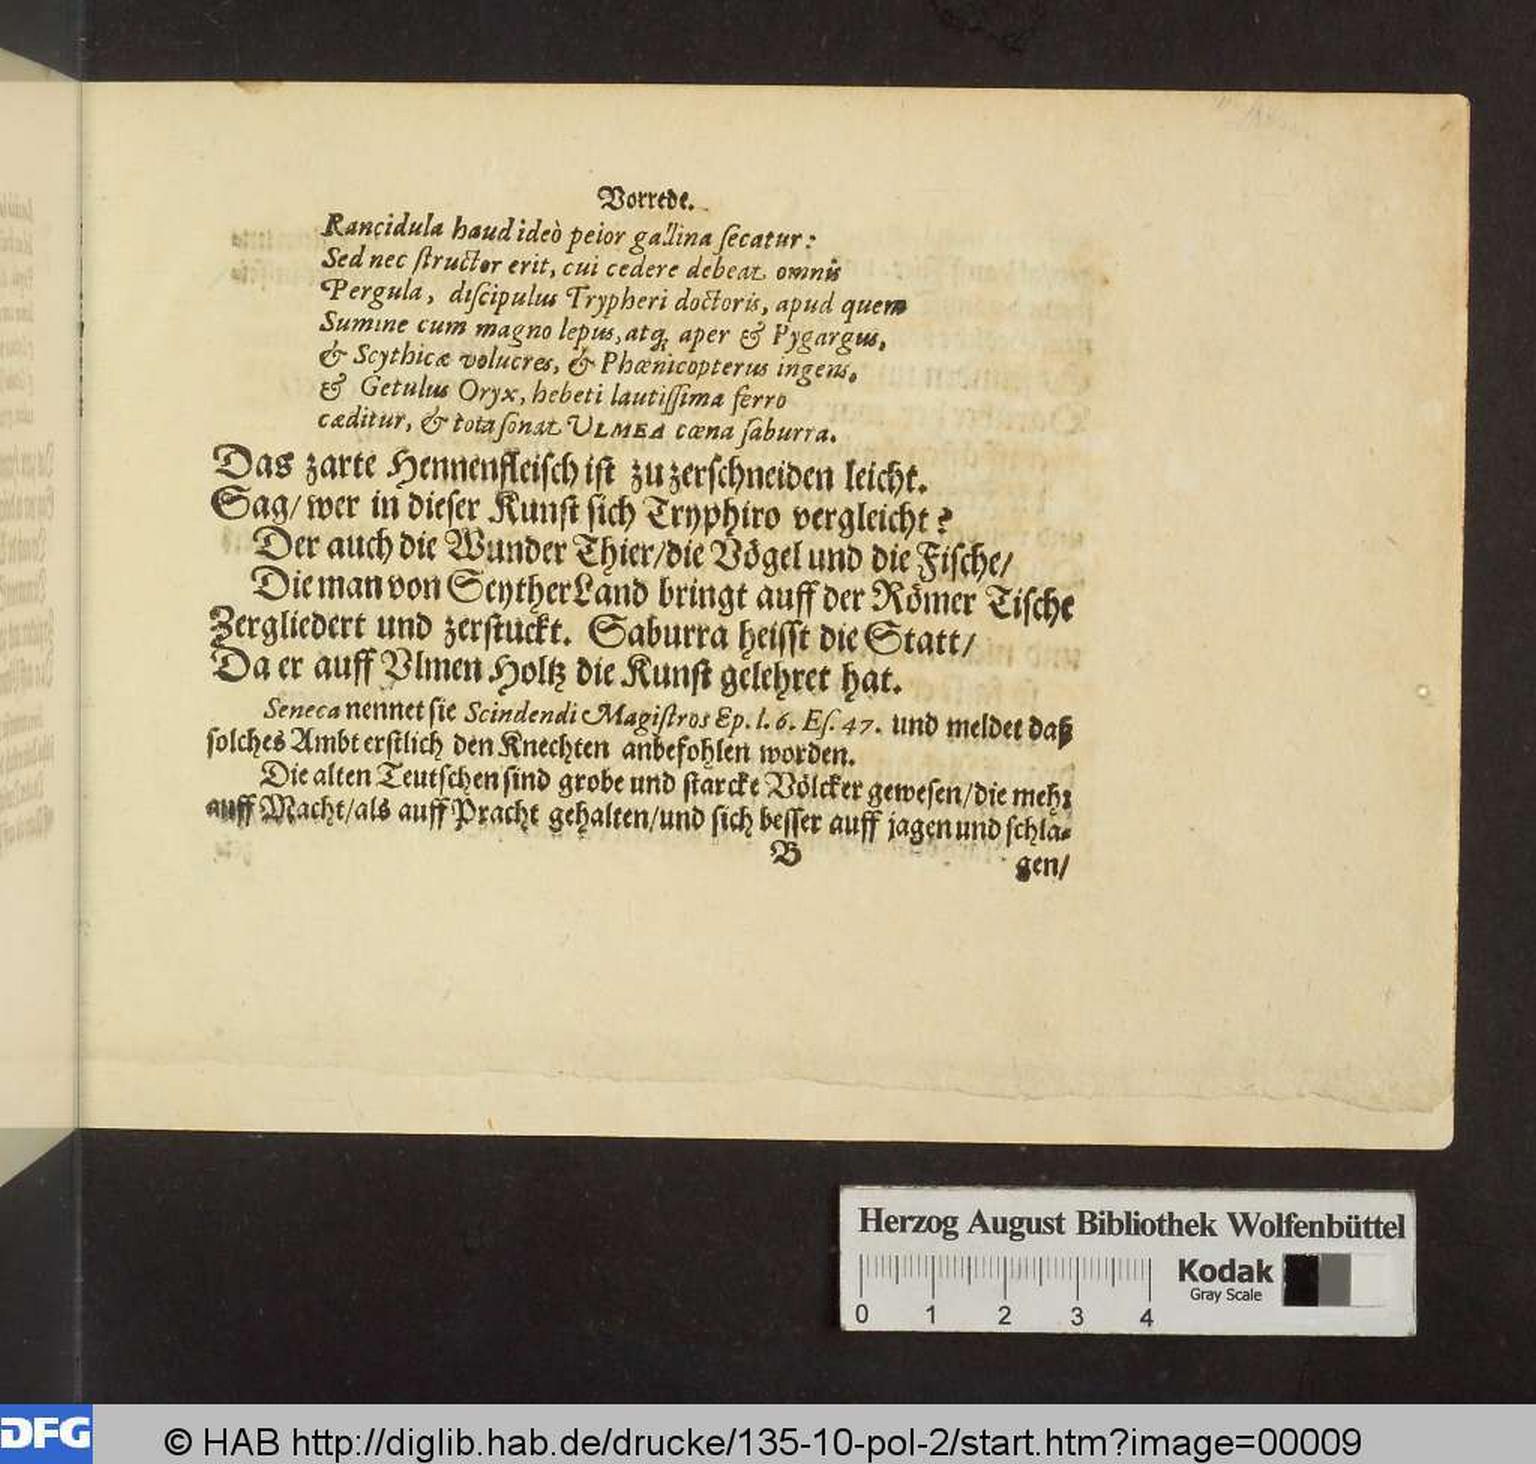 Vorrede.
Rancidula haud ideò peior gallina ſecatur:
Sed nec ſtructor erit, cui cedere debeat omnis
Pergula, diſcipulus Trypheri doctoris, apud quem
Sumine cum magno lepus, atq; aper & Pygargus,
& Scythicæ volucres, & Phœnicopterus ingens,
& Getulus Oryx, hebeti lautiſſima ferro
cæditur, & tota ſonat ULMEA cœna ſaburra.
Das zarte Hennenfleiſch iſt zu zerſchneiden leicht.
Sag/ wer in dieſer Kunſt ſich Tryphiro vergleicht?
Der auch die Wunder Thier/die Vögel und die Fiſche/
Die man von Scyther Land bringt auff der Römer Tiſche
Zergliedert und zerſtuckt. Saburra heiſſt die Statt/
Da er auff Ulmen Holtz die Kunſt gelehret hat.
Seneca nennet ſie Scindendi Magiſtros Ep. l. 6. Eſ. 47. und meldet daß
ſolches Ambt erſtlich den Knechten anbefohlen worden.
Die alten Teutſchen ſind grobe und ſtarcke Völcker geweſen/die mehr
auff Macht/als auff Pracht gehalten/und ſich beſſer auff jagen und ſchla-
B gen/
Herzog August Bibliothek Wolfenbüttel
Kodak
Gray Scale
0 1 2 3 4
DFG © HAB http://diglib.hab.de/drucke/135-10-pol-2/start.htm?image=00009